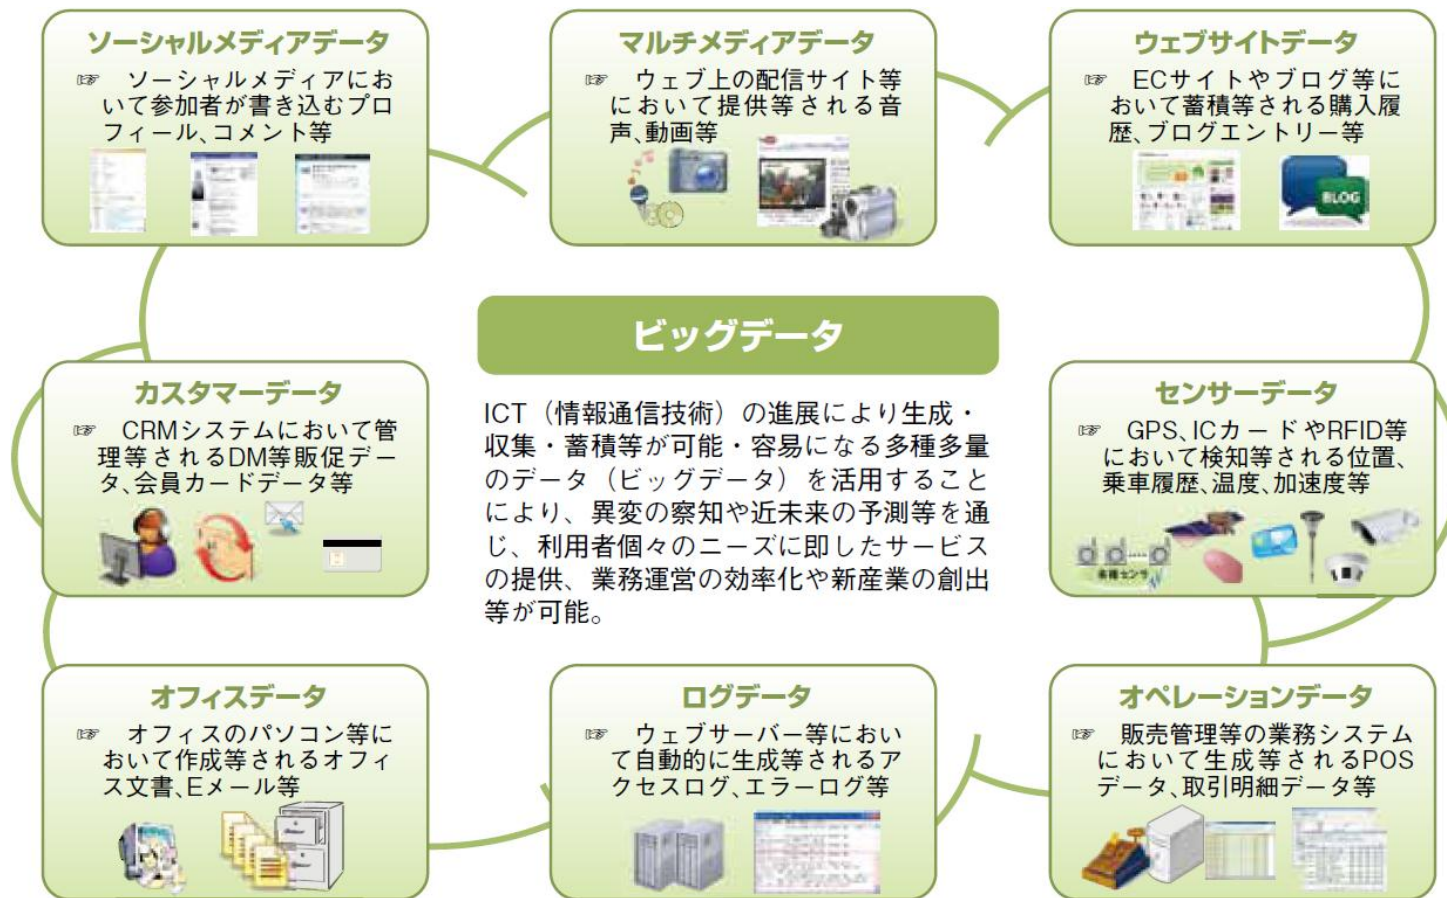 ソーシャルメディアデータ
☞ ソーシャルメディアにお
いて参加者が書き込むプロ
フィール、コメント等
マルチメディアデータ
☞ ウェブ上の配信サイト等
において提供等される音
声、動画等
ウェブサイトデータ
☞ ECサイトやブログ等に
おいて蓄積等される購入履
歴、ブログエントリー等
BLOG
ビッグデータ
ICT（情報通信技術）の進展により生成・
収集・蓄積等が可能・容易になる多種多量
のデータ（ビッグデータ）を活用すること
により、異変の察知や近未来の予測等を通
じ、利用者個々のニーズに即したサービス
の提供、業務運営の効率化や新産業の創出
等が可能。
カスタマーデータ
☞ CRMシステムにおいて管
理等されるDM等販促デー
タ、会員カードデータ等
センサーデータ
☞ GPS、ICカードやRFID等
において検知等される位置、
乗車履歴、温度、加速度等
各種センサ
オフィスデータ
☞ オフィスのパソコン等に
おいて作成等されるオフィ
ス文書、Eメール等
ログデータ
☞ ウェブサーバー等におい
て自動的に生成等されるア
クセスログ、エラーログ等
オペレーションデータ
☞ 販売管理等の業務システム
において生成等されるPOS
データ、取引明細データ等